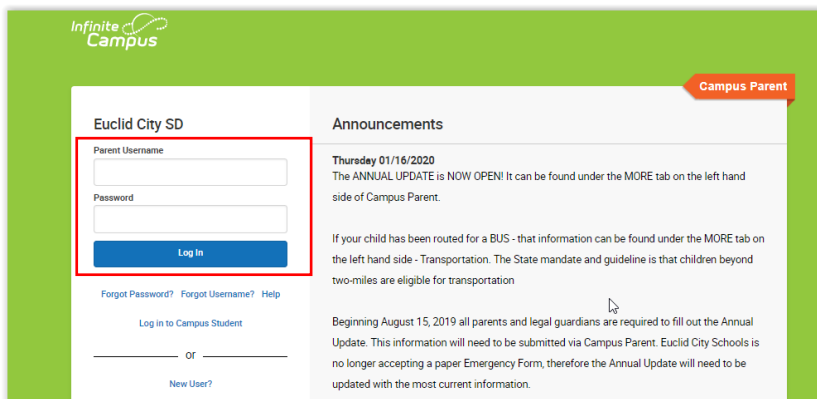 Infinite
Campus
Campus Parent
Euclid City SD
Parent Username
Password
Log In
Forgot Password? Forgot Username? Help
Log in to Campus Student
or
New User?
Announcements
Thursday 01/16/2020
The ANNUAL UPDATE is NOW OPEN! It can be found under the MORE tab on the left hand
side of Campus Parent.
If your child has been routed for a BUS - that information can be found under the MORE tab on
the left hand side - Transportation. The State mandate and guideline is that children beyond
two-miles are eligible for transportation
Beginning August 15, 2019 all parents and legal guardians are required to fill out the Annual
Update. This information will need to be submitted via Campus Parent. Euclid City Schools is
no longer accepting a paper Emergency Form, therefore the Annual Update will need to be
updated with the most current information.